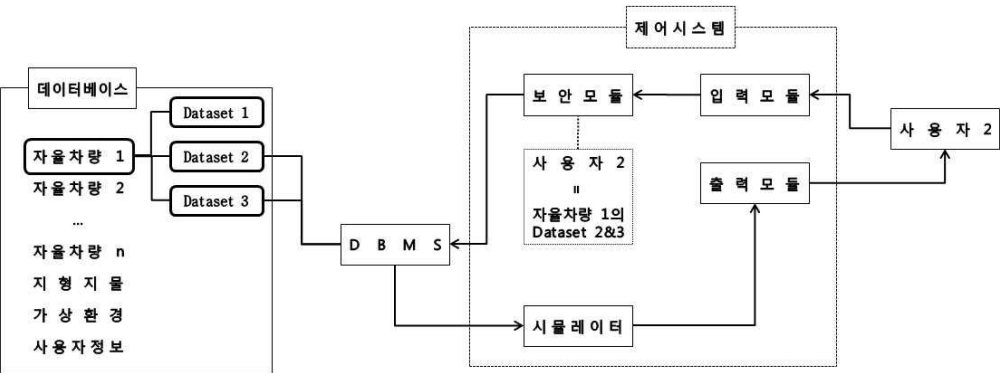 제어시스템
데이터베이스
Dataset 1
Dataset 2
Dataset 3
자율차량 1
자율차량 2
...
자율차량 n
지형지물
가상환경
사용자정보
DBMS
보안모듈
입력모듈
사용자 2
사용자 2
=
자율차량 1의
Dataset 2&3
출력모듈
시뮬레이터